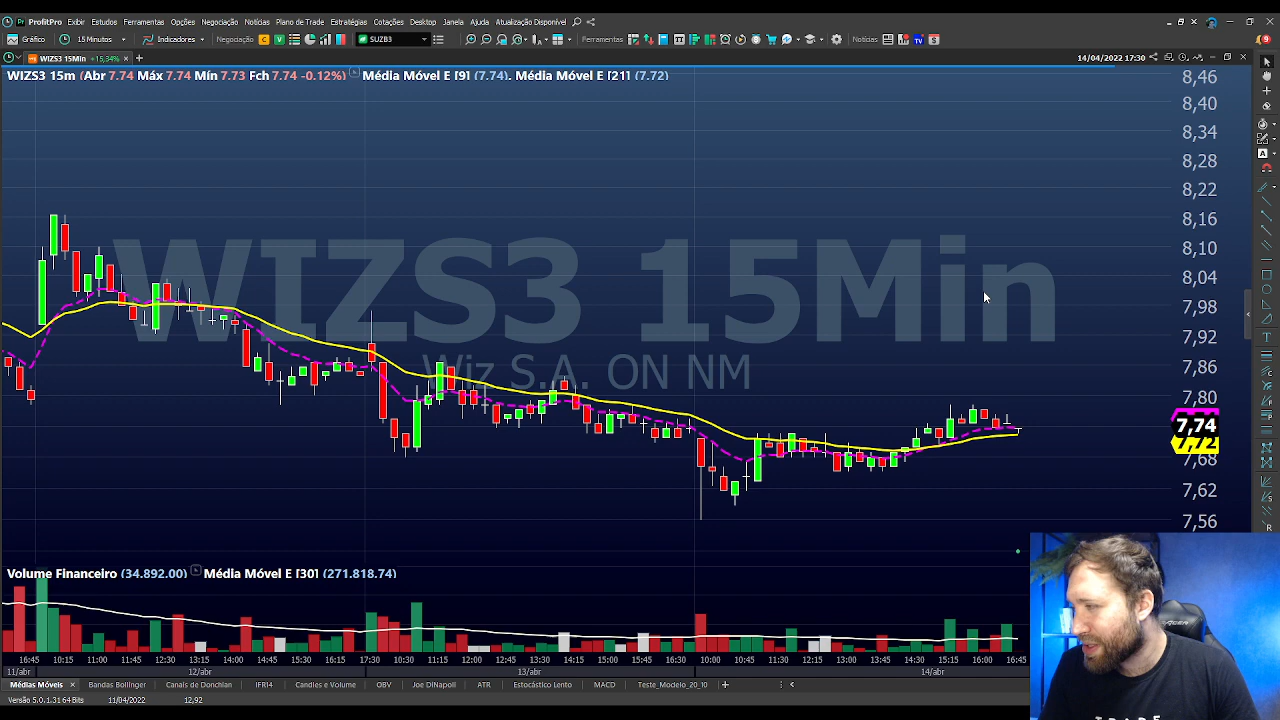 ProfitPro Exibir Estudos Ferramentas Opções Negociação Notícias Plano de Trade Estratégias Cotações Desktop Janela Ajuda Atualização Disponível
Gráfico 15 Minutos Indicadores Negociação C V SUZB3 Ferramentas Notícias
WIZS3 15Min +15,34% 14/04/2022 17:30
WIZS3 15m (Abr 7.74 Máx 7.74 Mín 7.73 Fch 7.74 -0.12%) Média Móvel E [9] (7.74). Média Móvel E [21] (7.72)
8,46
8,40
8,34
8,28
8,22
8,16
8,10
8,04
7,98
7,92
7,86
7,80
7,74
7,72
7,68
7,62
7,56
WIZS3 15Min
Wiz S.A. ON NM
Volume Financeiro (34.892.00) Média Móvel E [30] (271.818.74)
16:45 10:15 11:00 11:45 12:30 13:15 14:00 14:45 15:30 16:15 17:30 10:30 11:15 12:05 12:45 13:30 14:15 15:00 15:45 16:30 10:00 10:45 11:30 12:15 13:00 13:45 14:30 15:15 16:00 16:45
11/abr 12/abr 13/abr 14/abr
Médias Móveis Bandas Bollinger Canais de Donchian IFR14 Candles e Volume OBV Joe DiNapoli ATR Estocástico Lento MACD Teste_Modelo_20_10
Versão 5.0.1.31 64 Bits 11/04/2022 12,92